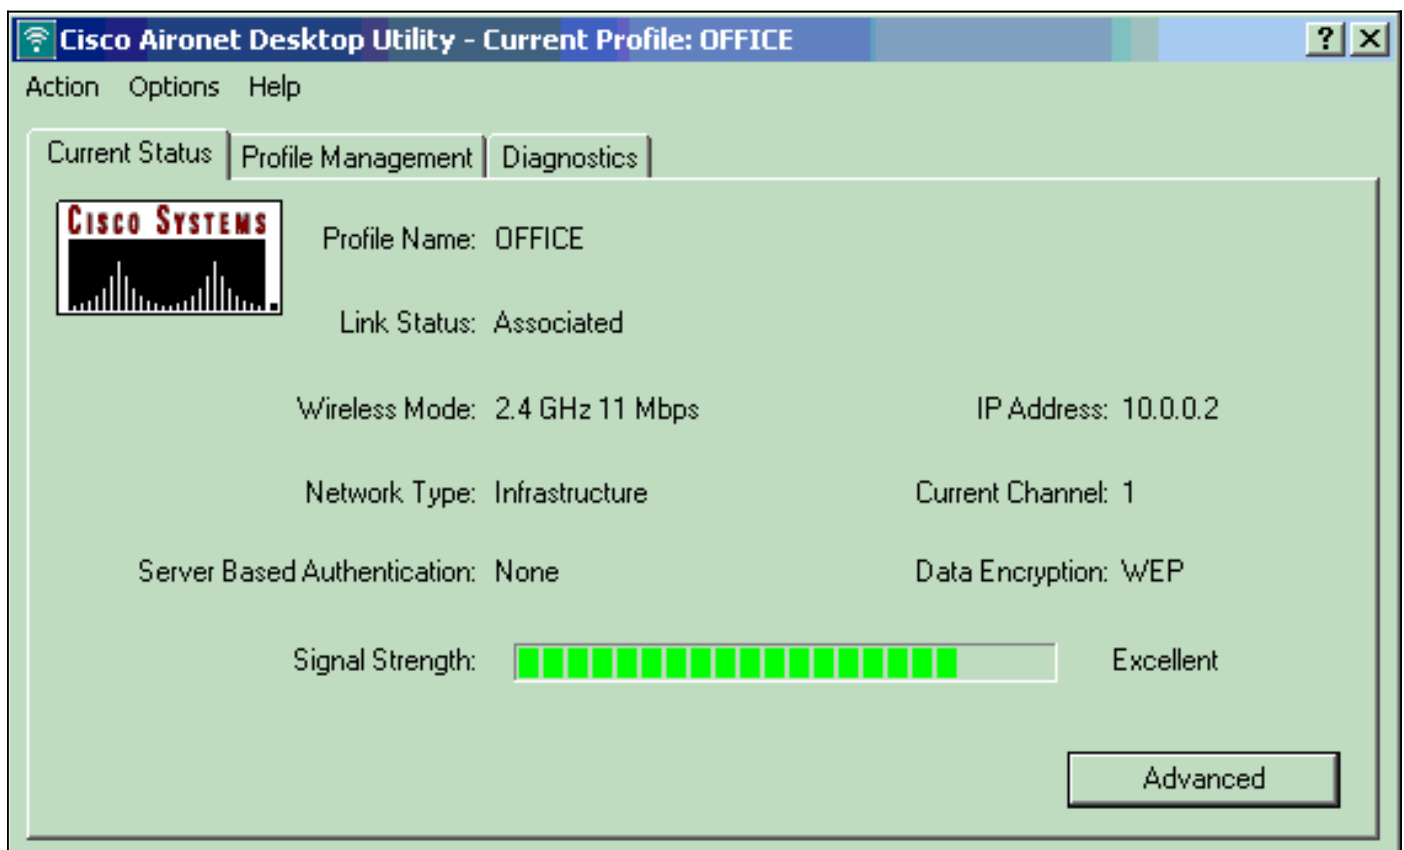 Cisco Aironet Desktop Utility - Current Profile: OFFICE
? X
Action Options Help
Current Status Profile Management Diagnostics
CISCO SYSTEMS
Profile Name: OFFICE
Link Status: Associated
Wireless Mode: 2.4 GHz 11 Mbps IP Address: 10.0.0.2
Network Type: Infrastructure Current Channel: 1
Server Based Authentication: None Data Encryption: WEP
Signal Strength: Excellent
Advanced